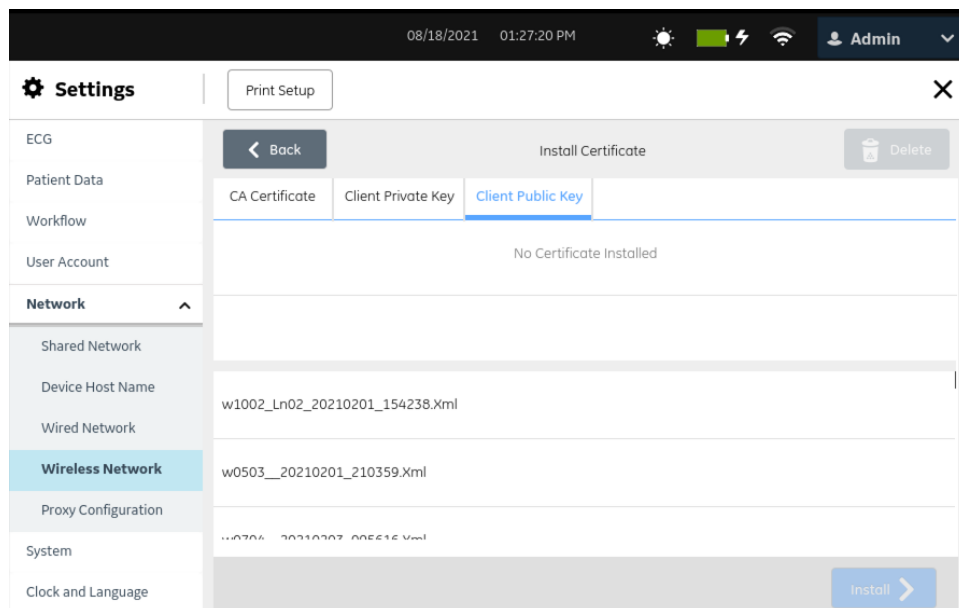 08/18/2021 01:27:20 PM Admin
Settings Print Setup
ECG
Patient Data
Workflow
User Account
Network
Shared Network
Device Host Name
Wired Network
Wireless Network
Proxy Configuration
System
Clock and Language
Back Install Certificate Delete
CA Certificate Client Private Key Client Public Key
No Certificate Installed
w1002_Ln02_20210201_154238.Xml
w0503__20210201_210359.Xml
Install